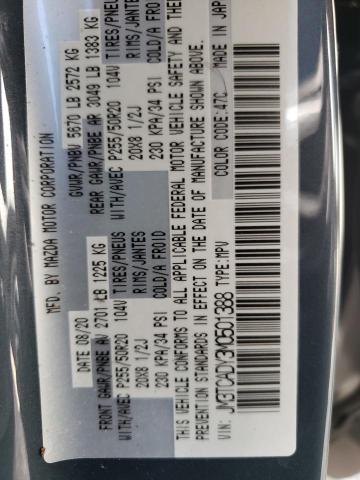 MFD. BY MAZDA MOTOR CORPORATION
DATE 08/20 GVWR/PNBV 5670 LB 2572 KG
FRONT GAWR/PNBE AV 2701 LB 1225 KG REAR GAWR/PNBE AR 3049 LB 1383 KG
WITH/AVEC P255/50R20 104V TIRES/PNEUS WITH/AVEC P255/50R20 104V TIRES/PNEU
20X8 1/2J RIMS/JANTES 20X8 1/2J RIMS/JANTE
230 KPA/34 PSI COLD/A FROID 230 KPA/34 PSI COLD/A FROI
THIS VEHICLE CONFORMS TO ALL APPLICABLE FEDERAL MOTOR VEHICLE SAFETY AND THE
PREVENTION STANDARDS IN EFFECT ON THE DATE OF MANUFACTURE SHOWN ABOVE.
MADE IN JAP
COLOR CODE:47C
VIN: JM3TCADY3M0501388 TYPE:MPV